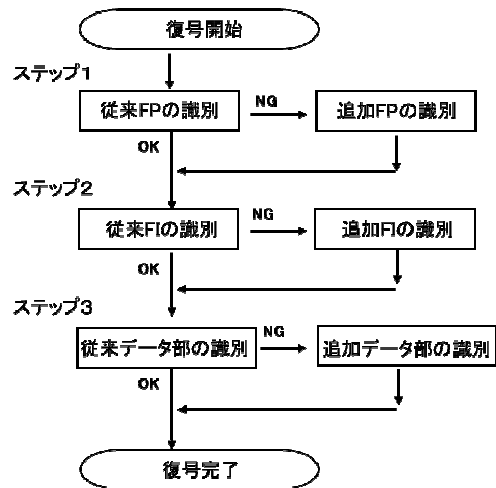 復号開始
ステップ1
従来FPの識別
NG
追加FPの識別
OK
ステップ2
従来FIの識別
NG
追加FIの識別
OK
ステップ3
従来データ部の識別
NG
追加データ部の識別
OK
復号完了